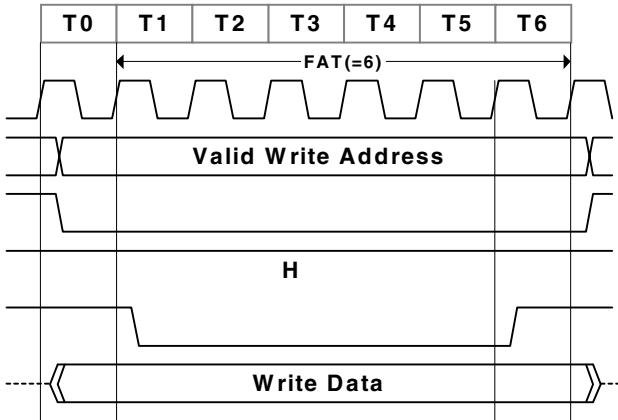 T0 T1 T2 T3 T4 T5 T6
FAT(=6)
Valid Write Address
H
Write Data